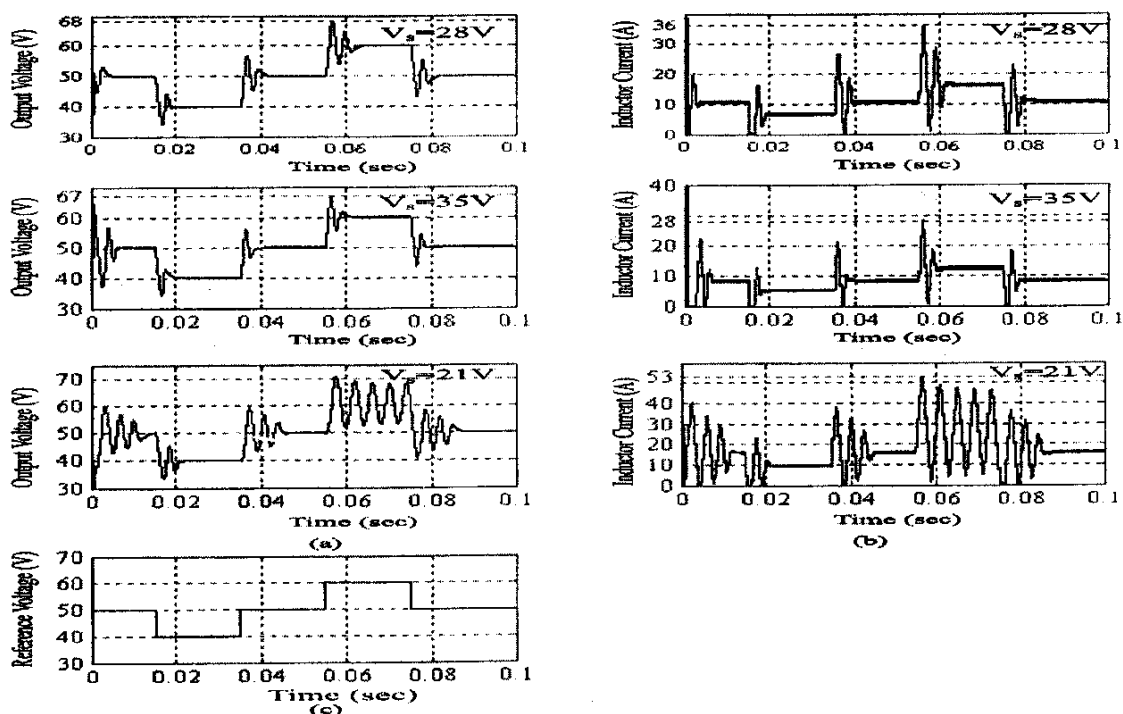 Output Voltage (V)
68
60
50
40
30
V_s=28V
0 0.02 0.04 0.06 0.08 0.1
Time (sec)
Inductor Current (A)
36
20
10
0
V_s=28V
0 0.02 0.04 0.06 0.08 0.1
Time (sec)
Output Voltage (V)
67
60
50
40
30
V_s=35V
0 0.02 0.04 0.06 0.08 0.1
Time (sec)
Inductor Current (A)
40
28
20
10
0
V_s=35V
0 0.02 0.04 0.06 0.08 0.1
Time (sec)
Output Voltage (V)
70
60
50
40
30
V_s=21V
0 0.02 0.04 0.06 0.08 0.1
Time (sec)
(a)
Inductor Current (A)
53
40
30
20
10
0
V_s=21V
0 0.02 0.04 0.06 0.08 0.1
Time (sec)
(b)
Reference Voltage (V)
70
60
50
40
30
0 0.02 0.04 0.06 0.08 0.1
Time (sec)
(c)